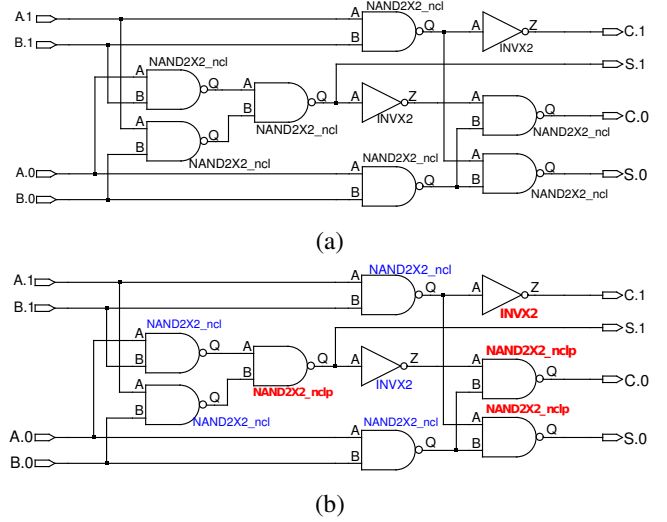 NAND2X2_ncl
A.1 A Q A Z C.1
B.1 B INVX2
NAND2X2_ncl S.1
A Q A Q A Z A
B B INVX2 Q C.0
A NAND2X2_ncl B
B Q NAND2X2_ncl
NAND2X2_ncl NAND2X2_ncl A
A.0 A Q Q S.0
B.0 B B
NAND2X2_ncl
(a)
NAND2X2_ncl
A.1 A Q A Z C.1
B.1 B INVX2
NAND2X2_ncl S.1
A Q A Q A Z NAND2X2_nclp
B B INVX2 A Q C.0
A NAND2X2_nclp B
B Q NAND2X2_nclp
NAND2X2_ncl NAND2X2_ncl A
A.0 A Q Q S.0
B.0 B B
(b)